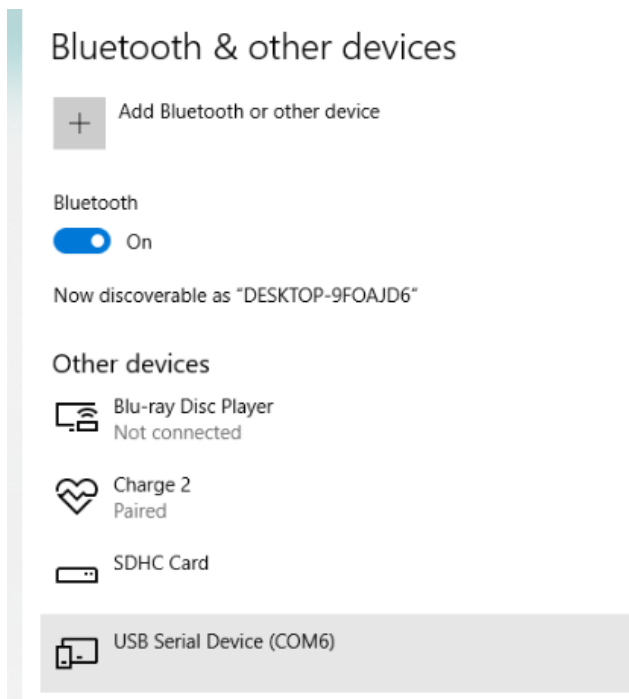 Bluetooth & other devices
Add Bluetooth or other device
Bluetooth
On
Now discoverable as "DESKTOP-9FOAJD6"
Other devices
Blu-ray Disc Player
Not connected
Charge 2
Paired
SDHC Card
USB Serial Device (COM6)